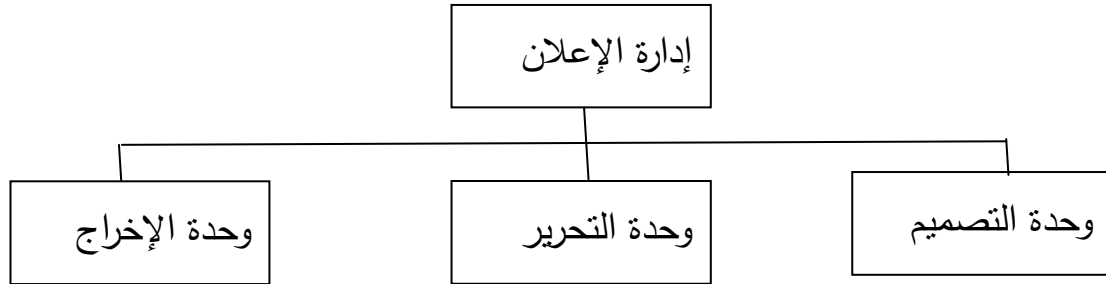 إدارة الإعلان
وحدة التصميم
وحدة التحرير
وحدة الإخراج